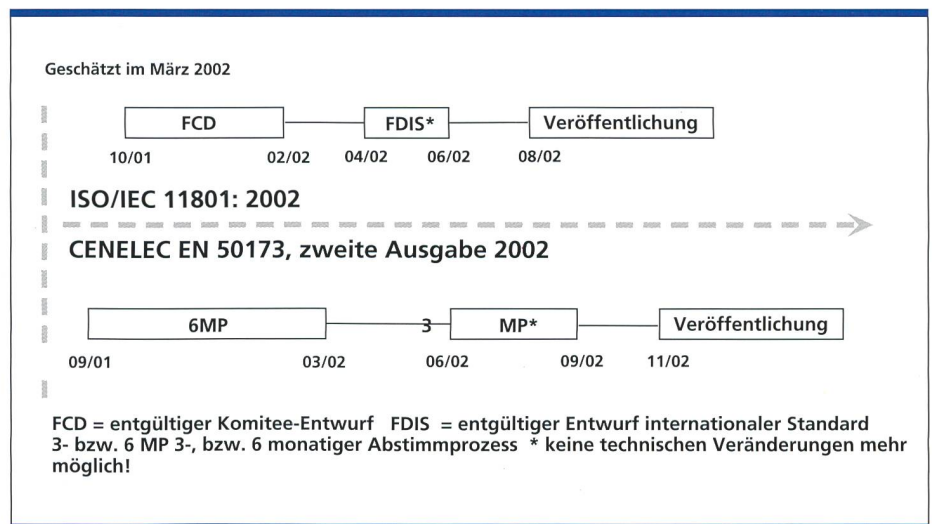 Geschätzt im März 2002
FCD FDIS* Veröffentlichung
10/01 02/02 04/02 06/02 08/02
ISO/IEC 11801: 2002
CENELEC EN 50173, zweite Ausgabe 2002
6MP 3 MP* Veröffentlichung
09/01 03/02 06/02 09/02 11/02
FCD = entgültiger Komitee-Entwurf FDIS = entgültiger Entwurf internationaler Standard
3- bzw. 6 MP 3-, bzw. 6 monatiger Abstimmprozess * keine technischen Veränderungen mehr
möglich!